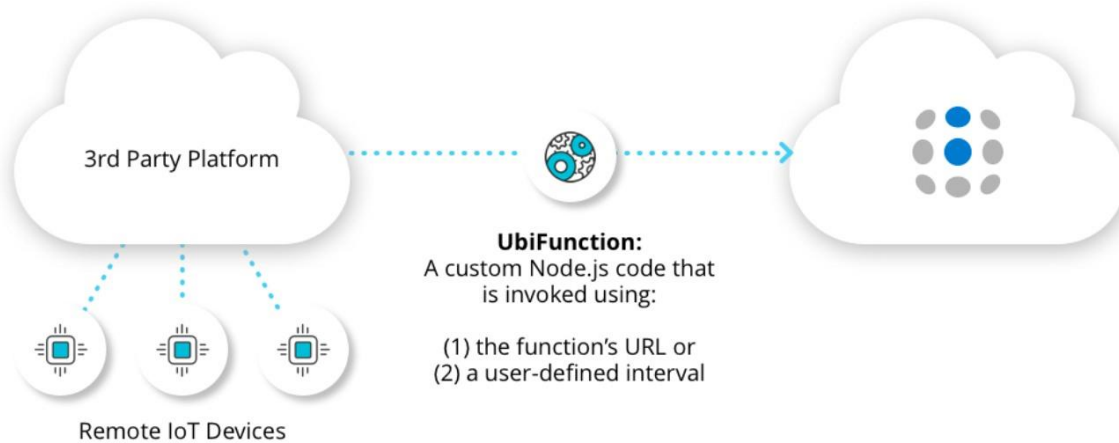 3rd Party Platform
UbiFunction:
A custom Node.js code that
is invoked using:
(1) the function's URL or
(2) a user-defined interval
Remote IoT Devices